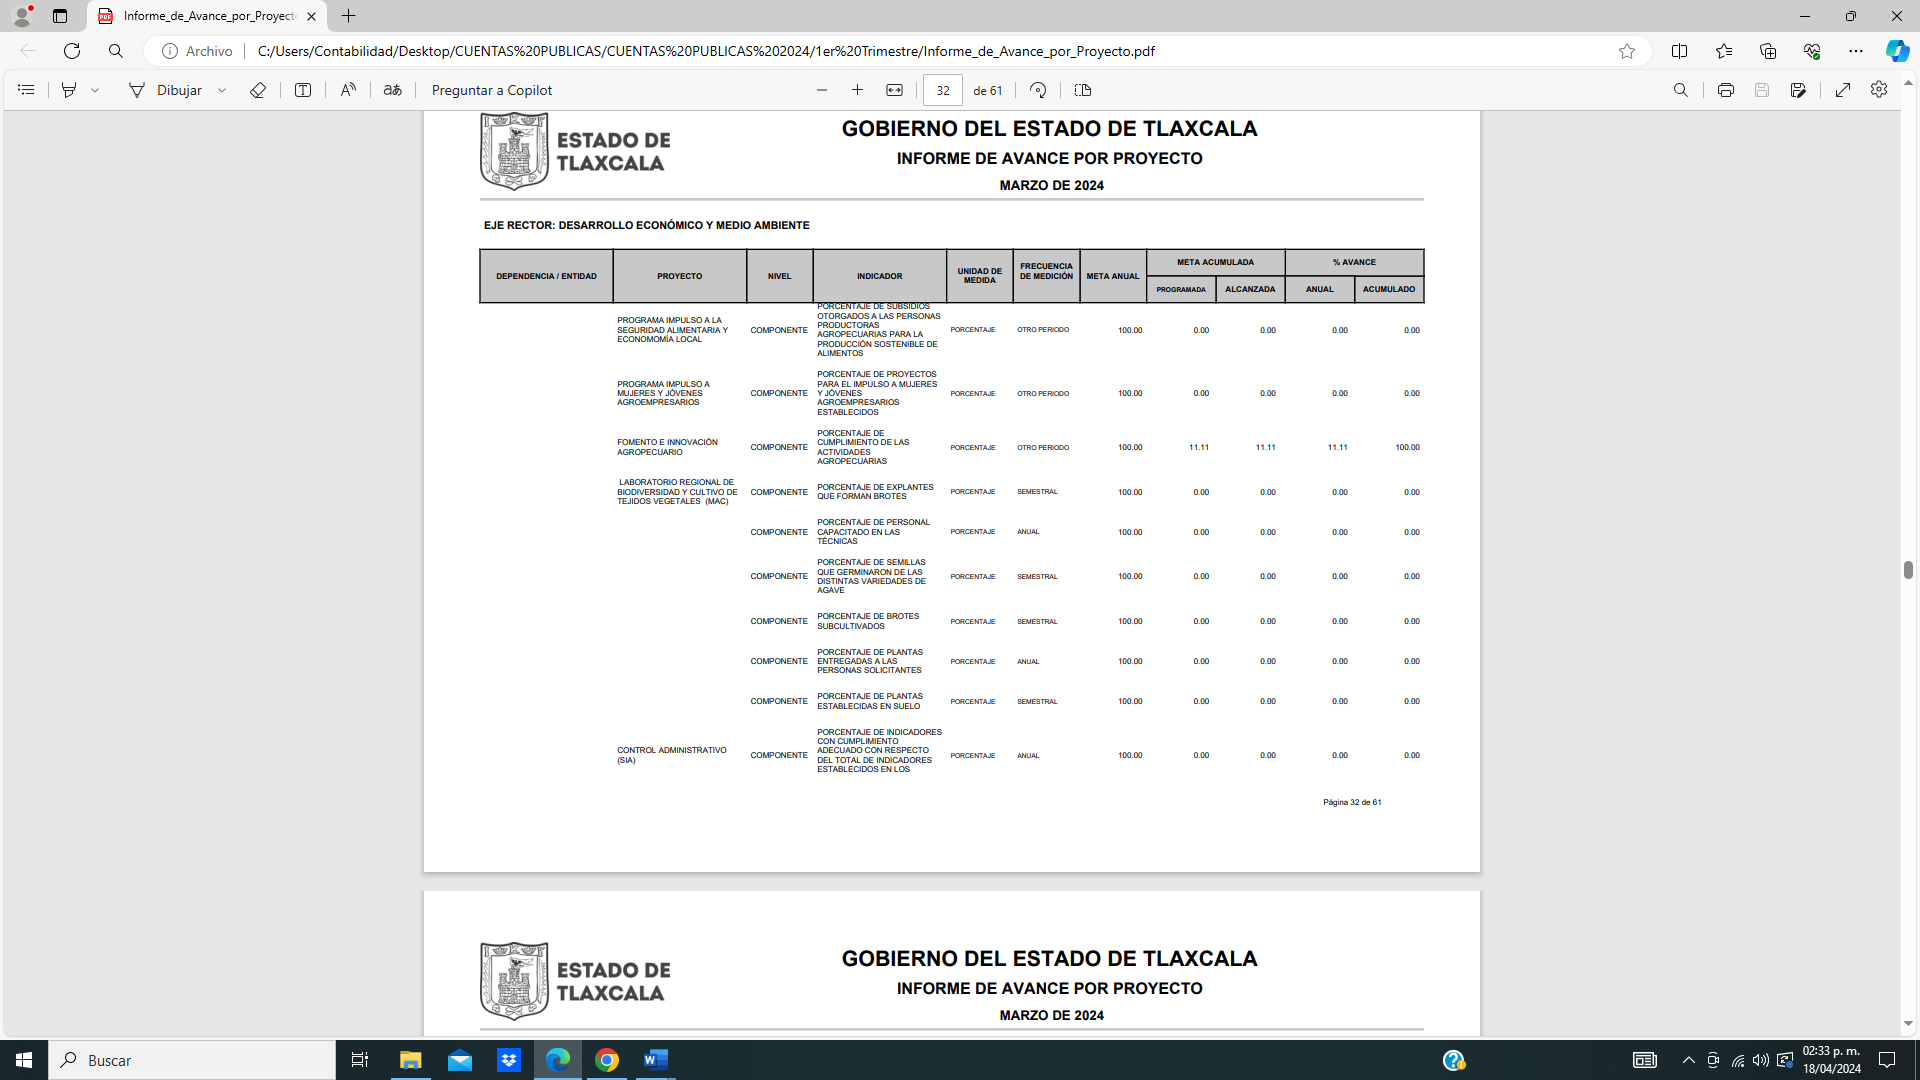 Informe_de_Avance_por_Proyecto
Archivo
C:/Users/Contabilidad/Desktop/CUENTAS%20PUBLICAS/CUENTAS%20PUBLICAS%202024/1er%20Trimestre/Informe_de_Avance_por_Proyecto.pdf
Dibujar
Preguntar a Copilot
32 de 61
ESTADO DE
TLAXCALA
GOBIERNO DEL ESTADO DE TLAXCALA
INFORME DE AVANCE POR PROYECTO
MARZO DE 2024
EJE RECTOR: DESARROLLO ECONÓMICO Y MEDIO AMBIENTE
DEPENDENCIA / ENTIDAD
PROYECTO
NIVEL
INDICADOR
UNIDAD DE
MEDIDA
FRECUENCIA
DE MEDICIÓN
META ANUAL
META ACUMULADA
PROGRAMADA
ALCANZADA
% AVANCE
ANUAL
ACUMULADO
PROGRAMA IMPULSO A LA
SEGURIDAD ALIMENTARIA Y
ECONOMOMÍA LOCAL
COMPONENTE
PORCENTAJE DE SUBSIDIOS
OTORGADOS A LAS PERSONAS
PRODUCTORAS
AGROPECUARIAS PARA LA
PRODUCCIÓN SOSTENIBLE DE
ALIMENTOS
PORCENTAJE
OTRO PERIODO
100.00 0.00 0.00 0.00 0.00
PROGRAMA IMPULSO A
MUJERES Y JÓVENES
AGROEMPRESARIOS
COMPONENTE
PORCENTAJE DE PROYECTOS
PARA EL IMPULSO A MUJERES
Y JÓVENES
AGROEMPRESARIOS
ESTABLECIDOS
PORCENTAJE
OTRO PERIODO
100.00 0.00 0.00 0.00 0.00
FOMENTO E INNOVACIÓN
AGROPECUARIO
COMPONENTE
PORCENTAJE DE
CUMPLIMIENTO DE LAS
ACTIVIDADES
AGROPECUARIAS
PORCENTAJE
OTRO PERIODO
100.00 11.11 11.11 11.11 100.00
LABORATORIO REGIONAL DE
BIODIVERSIDAD Y CULTIVO DE
TEJIDOS VEGETALES (MAC)
COMPONENTE
PORCENTAJE DE EXPLANTES
QUE FORMAN BROTES
PORCENTAJE
SEMESTRAL
100.00 0.00 0.00 0.00 0.00
COMPONENTE
PORCENTAJE DE PERSONAL
CAPACITADO EN LAS
TÉCNICAS
PORCENTAJE
ANUAL
100.00 0.00 0.00 0.00 0.00
COMPONENTE
PORCENTAJE DE SEMILLAS
QUE GERMINARON DE LAS
DISTINTAS VARIEDADES DE
AGAVE
PORCENTAJE
SEMESTRAL
100.00 0.00 0.00 0.00 0.00
COMPONENTE
PORCENTAJE DE BROTES
SUBCULTIVADOS
PORCENTAJE
SEMESTRAL
100.00 0.00 0.00 0.00 0.00
COMPONENTE
PORCENTAJE DE PLANTAS
ENTREGADAS A LAS
PERSONAS SOLICITANTES
PORCENTAJE
ANUAL
100.00 0.00 0.00 0.00 0.00
COMPONENTE
PORCENTAJE DE PLANTAS
ESTABLECIDAS EN SUELO
PORCENTAJE
SEMESTRAL
100.00 0.00 0.00 0.00 0.00
CONTROL ADMINISTRATIVO
(SIA)
COMPONENTE
PORCENTAJE DE INDICADORES
CON CUMPLIMIENTO
ADECUADO CON RESPECTO
DEL TOTAL DE INDICADORES
ESTABLECIDOS EN LOS
PORCENTAJE
ANUAL
100.00 0.00 0.00 0.00 0.00
Página 32 de 61
ESTADO DE
TLAXCALA
GOBIERNO DEL ESTADO DE TLAXCALA
INFORME DE AVANCE POR PROYECTO
MARZO DE 2024
Buscar
02:33 p. m.
18/04/2024